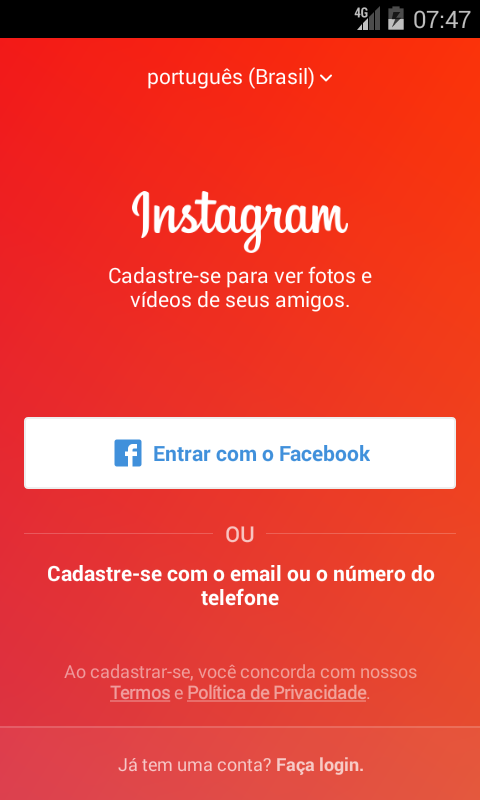 4G 07:47
português (Brasil)
Instagram
Cadastre-se para ver fotos e
vídeos de seus amigos.
Entrar com o Facebook
OU
Cadastre-se com o email ou o número do
telefone
Ao cadastrar-se, você concorda com nossos
Termos e Política de Privacidade.
Já tem uma conta? Faça login.